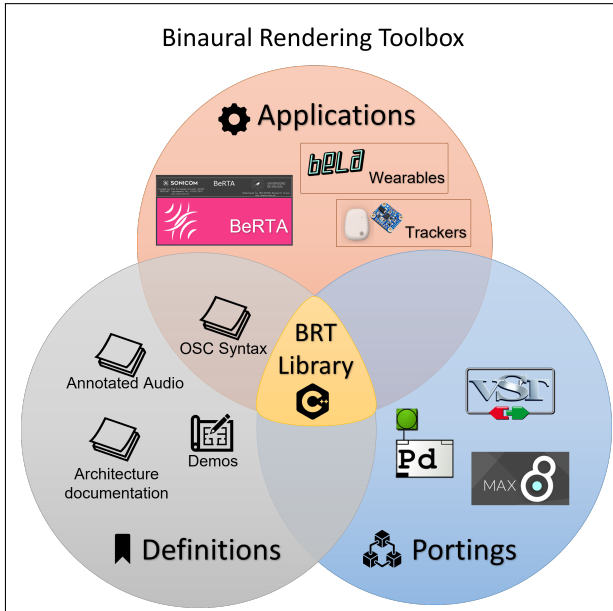 Binaural Rendering Toolbox
Applications
bela
Wearables
SONICOM
BeRTA
BeRTA
Trackers
OSC Syntax
Annotated Audio
BRT
Library
C++
Architecture
documentation
Demos
vst
Pd
MAX 8
Definitions
Portings